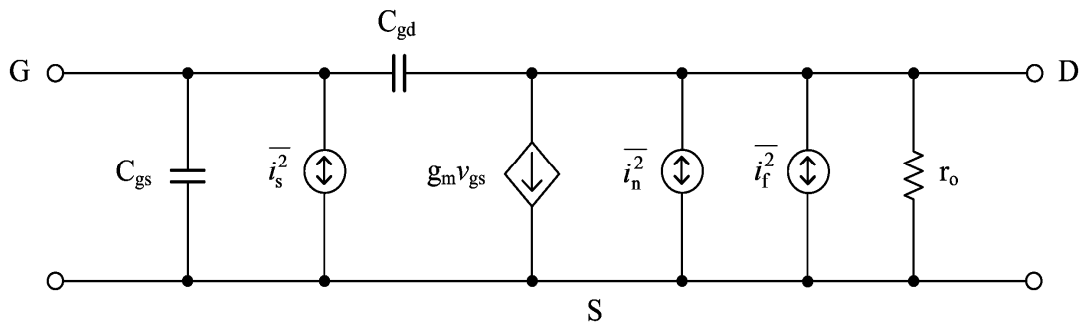 C_gd
G
D
C_gs
\overline{i_s^2}
g_m v_gs
\overline{i_n^2}
\overline{i_f^2}
r_o
S